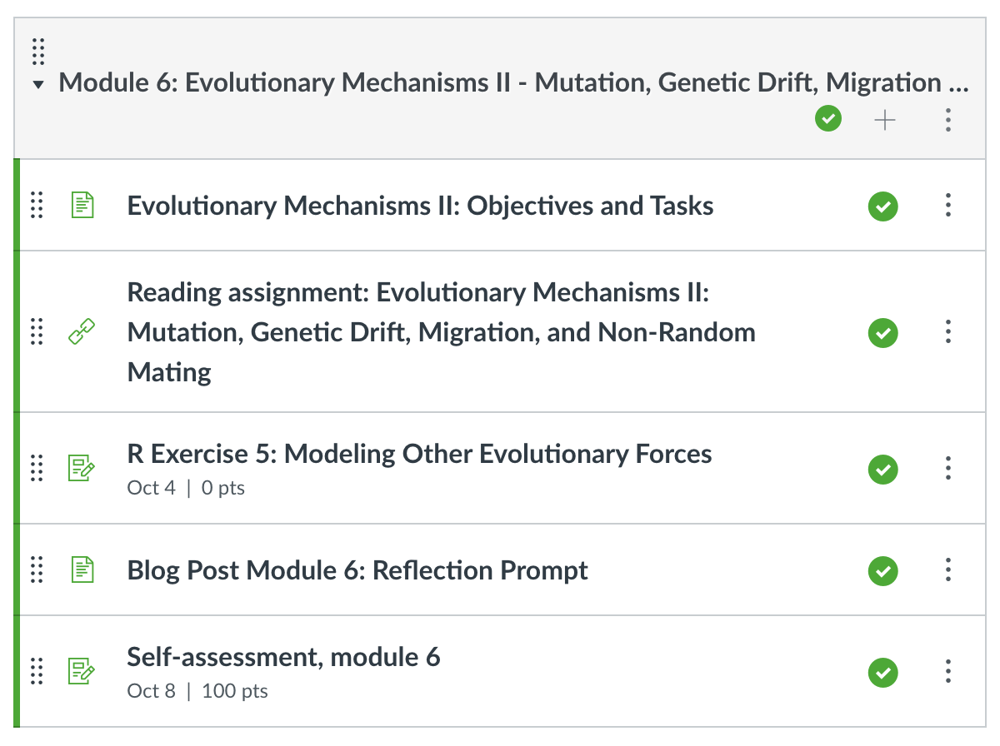 Module 6: Evolutionary Mechanisms II - Mutation, Genetic Drift, Migration ...
Evolutionary Mechanisms II: Objectives and Tasks
Reading assignment: Evolutionary Mechanisms II:
Mutation, Genetic Drift, Migration, and Non-Random
Mating
R Exercise 5: Modeling Other Evolutionary Forces
Oct 4 | 0 pts
Blog Post Module 6: Reflection Prompt
Self-assessment, module 6
Oct 8 | 100 pts